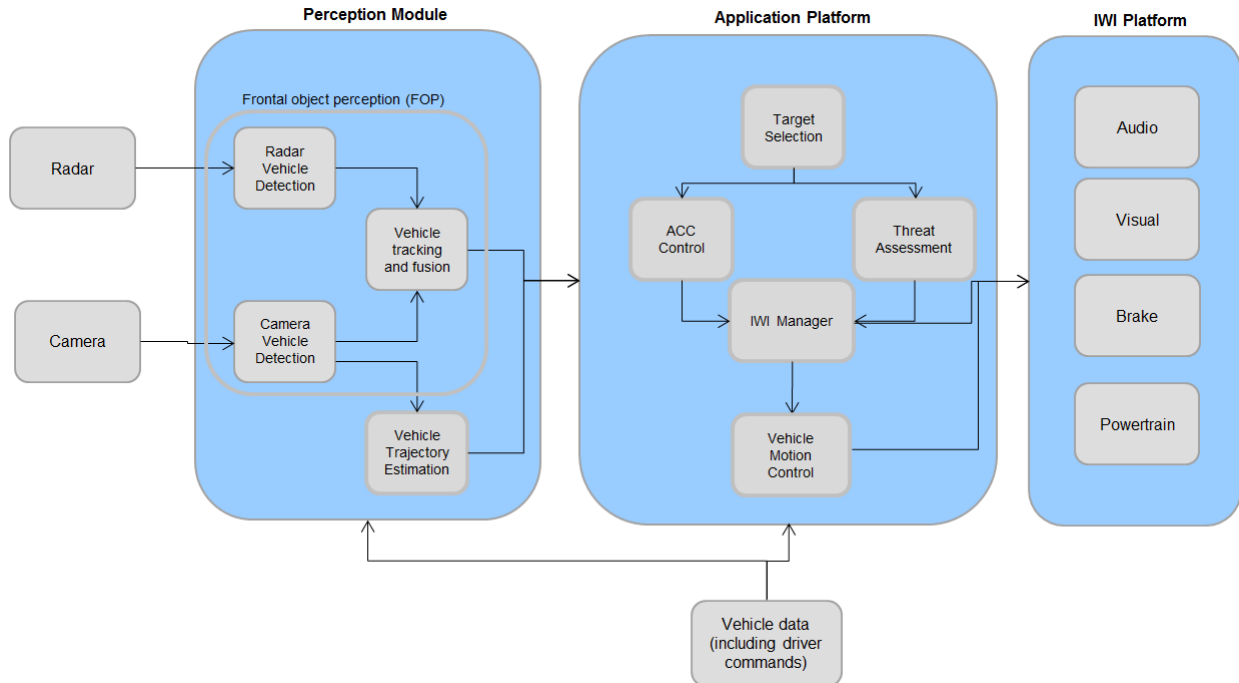 Perception Module
Application Platform
IWI Platform
Frontal object perception (FOP)
Radar
Camera
Radar
Vehicle
Detection
Vehicle
tracking
and fusion
Camera
Vehicle
Detection
Vehicle
Trajectory
Estimation
Target
Selection
ACC
Control
Threat
Assessment
IWI Manager
Vehicle
Motion
Control
Audio
Visual
Brake
Powertrain
Vehicle data
(including driver
commands)